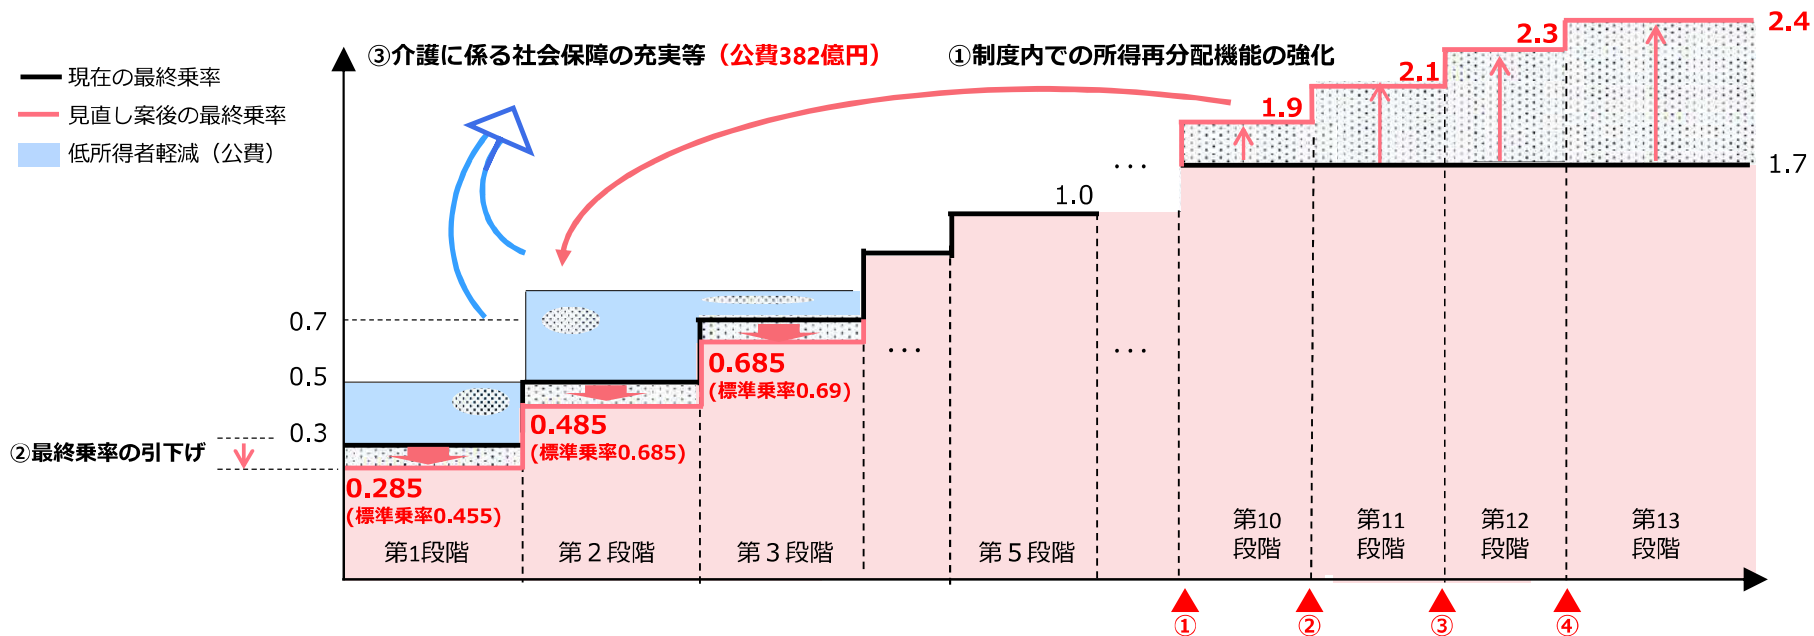 ③介護に係る社会保障の充実等（公費382億円）
①制度内での所得再分配機能の強化
現在の最終乗率
見直し案後の最終乗率
低所得者軽減（公費）
2.4
2.3
2.1
1.9
1.7
1.0
…
0.7
0.5
0.3
②最終乗率の引下げ
0.685
(標準乗率0.69)
…
…
0.485
(標準乗率0.685)
0.285
(標準乗率0.455)
第1段階
第２段階
第３段階
第５段階
第10
段階
第11
段階
第12
段階
第13
段階
①
②
③
④